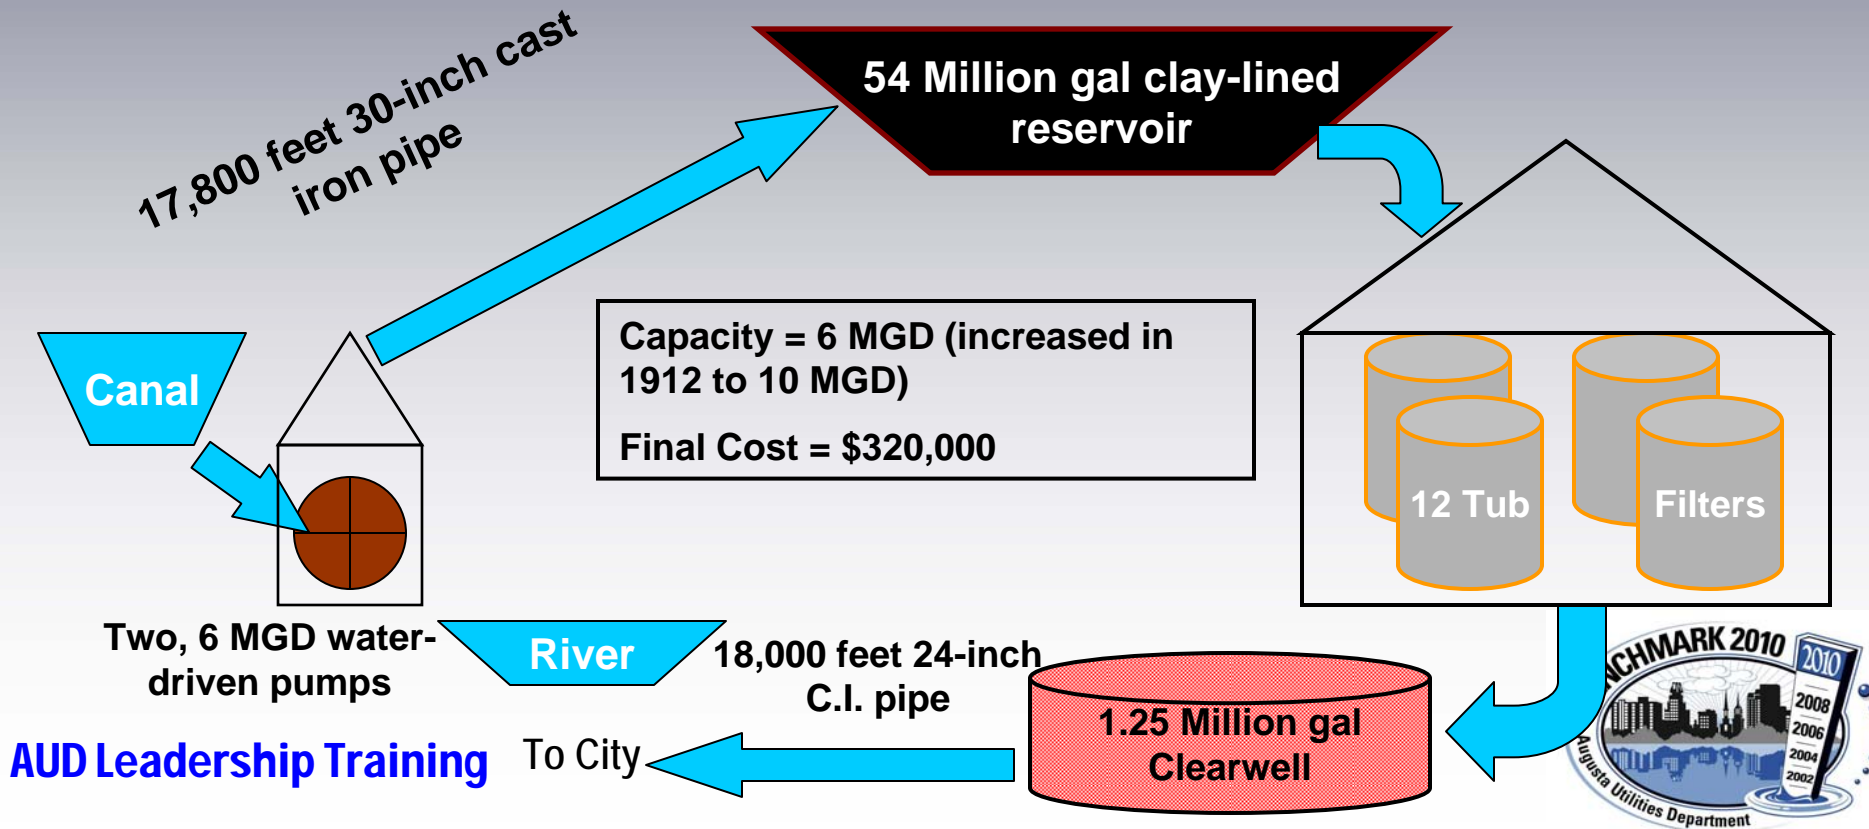 17,800 feet 30-inch cast
iron pipe
54 Million gal clay-lined
reservoir
Canal
Capacity = 6 MGD (increased in
1912 to 10 MGD)
Final Cost = $320,000
12 Tub
Filters
Two, 6 MGD water-
driven pumps
River
18,000 feet 24-inch
C.I. pipe
1.25 Million gal
Clearwell
To City
AUD Leadership Training
NCHMARK 2010
2010
2008
2006
2004
2002
Augusta Utilities Department